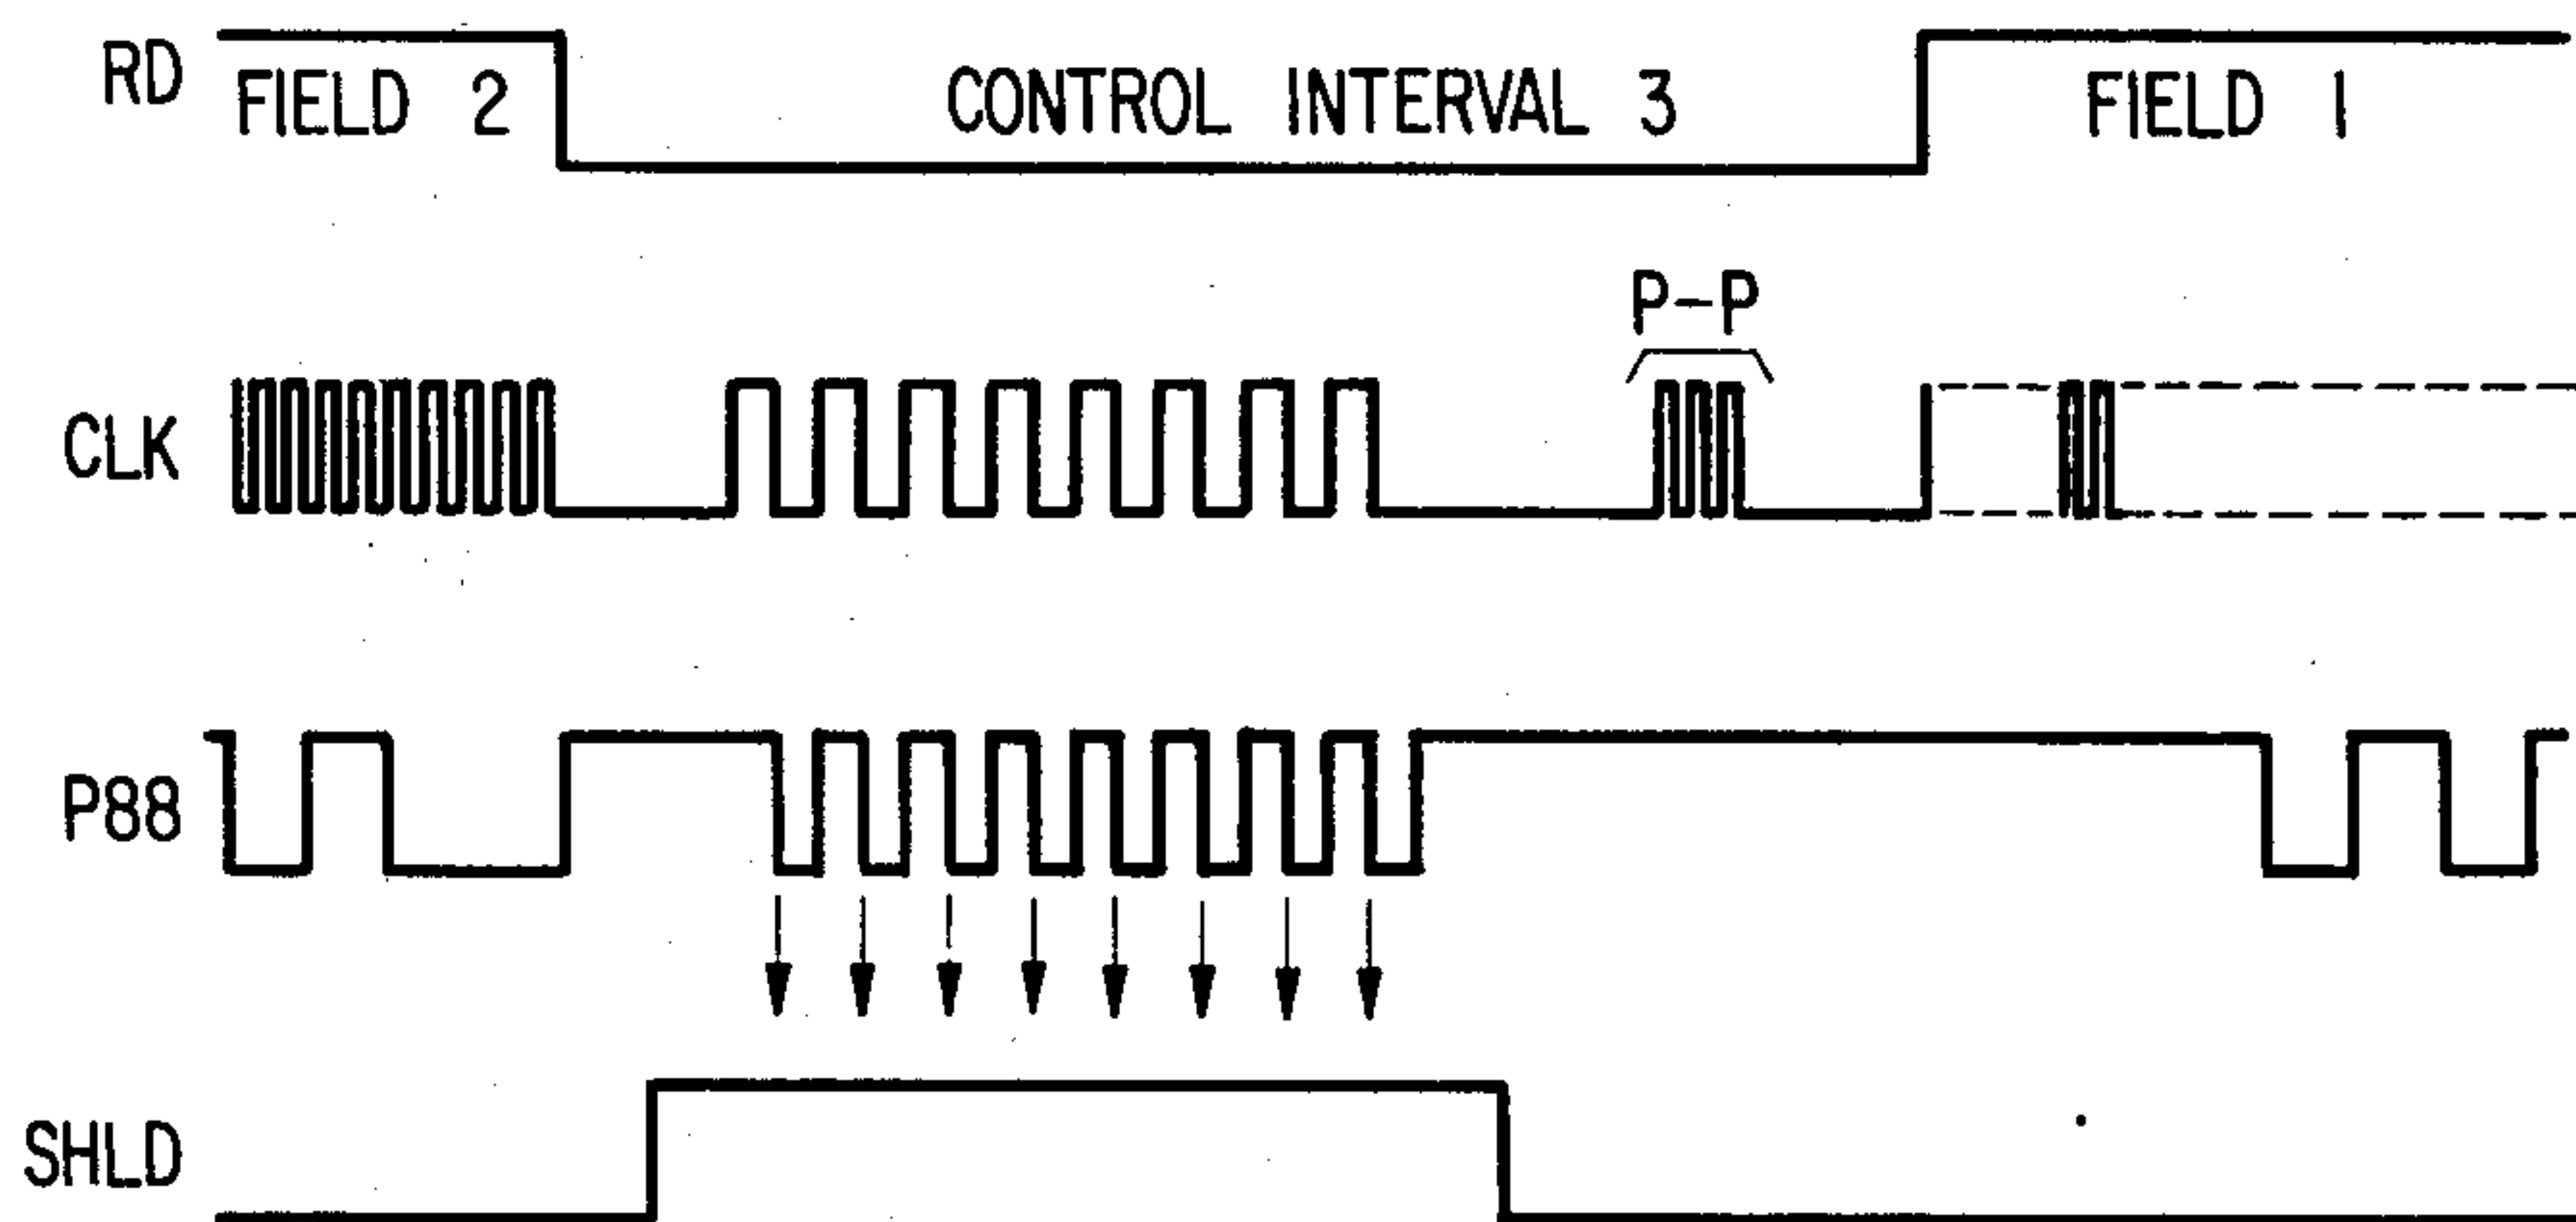 RD
FIELD 2
CONTROL INTERVAL 3
FIELD 1
P-P
CLK
P88
SHLD